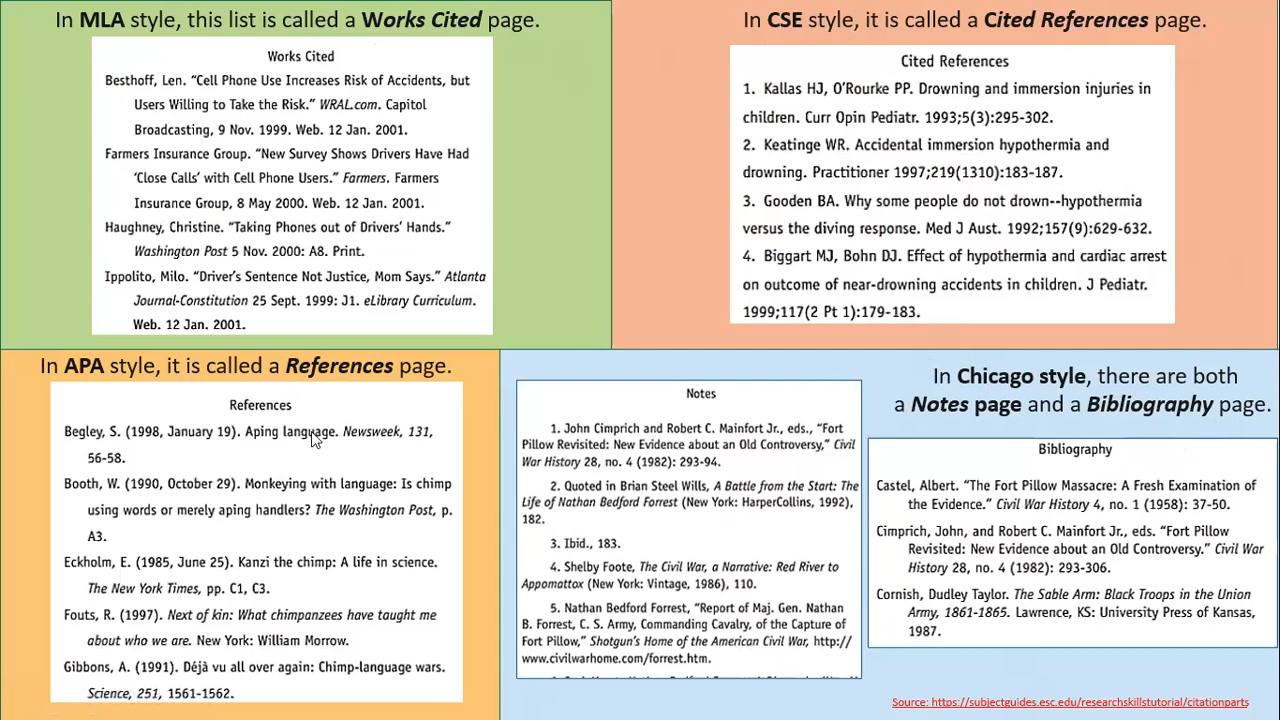 In MLA style, this list is called a Works Cited page.
Works Cited
Besthoff, Len. “Cell Phone Use Increases Risk of Accidents, but
Users Willing to Take the Risk.” WRAL.com. Capitol
Broadcasting, 9 Nov. 1999. Web. 12 Jan. 2001.
Farmers Insurance Group. “New Survey Shows Drivers Have Had
‘Close Calls’ with Cell Phone Users.” Farmers. Farmers
Insurance Group, 8 May 2000. Web. 12 Jan. 2001.
Haughney, Christine. “Taking Phones out of Drivers’ Hands.”
Washington Post 5 Nov. 2000: A8. Print.
Ippolito, Milo. “Driver’s Sentence Not Justice, Mom Says.” Atlanta
Journal-Constitution 25 Sept. 1999: J1. eLibrary Curriculum.
Web. 12 Jan. 2001.
In CSE style, it is called a Cited References page.
Cited References
1. Kallas HJ, O’Rourke PP. Drowning and immersion injuries in
children. Curr Opin Pediatr. 1993;5(3):295-302.
2. Keatinge WR. Accidental immersion hypothermia and
drowning. Practitioner 1997;219(1310):183-187.
3. Gooden BA. Why some people do not drown--hypothermia
versus the diving response. Med J Aust. 1992;157(9):629-632.
4. Biggart MJ, Bohn DJ. Effect of hypothermia and cardiac arrest
on outcome of near-drowning accidents in children. J Pediatr.
1999;117(2 Pt 1):179-183.
In APA style, it is called a References page.
References
Begley, S. (1998, January 19). Aping language. Newsweek, 131,
56-58.
Booth, W. (1990, October 29). Monkeying with language: Is chimp
using words or merely aping handlers? The Washington Post, p.
A3.
Eckholm, E. (1985, June 25). Kanzi the chimp: A life in science.
The New York Times, pp. C1, C3.
Fouts, R. (1997). Next of kin: What chimpanzees have taught me
about who we are. New York: William Morrow.
Gibbons, A. (1991). Déjà vu all over again: Chimp-language wars.
Science, 251, 1561-1562.
In Chicago style, there are both
a Notes page and a Bibliography page.
Notes
1. John Cimprich and Robert C. Mainfort Jr., eds., “Fort
Pillow Revisited: New Evidence about an Old Controversy,” Civil
War History 28, no. 4 (1982): 293-94.
2. Quoted in Brian Steel Wills, A Battle from the Start: The
Life of Nathan Bedford Forrest (New York: HarperCollins, 1992),
182.
3. Ibid., 183.
4. Shelby Foote, The Civil War, a Narrative: Red River to
Appomattox (New York: Vintage, 1986), 110.
5. Nathan Bedford Forrest, “Report of Maj. Gen. Nathan
B. Forrest, C. S. Army, Commanding Cavalry, of the Capture of
Fort Pillow,” Shotgun’s Home of the American Civil War, http://
www.civilwarhome.com/forrest.htm.
Bibliography
Castel, Albert. “The Fort Pillow Massacre: A Fresh Examination of
the Evidence.” Civil War History 4, no. 1 (1958): 37-50.
Cimprich, John, and Robert C. Mainfort Jr., eds. “Fort Pillow
Revisited: New Evidence about an Old Controversy.” Civil War
History 28, no. 4 (1982): 293-306.
Cornish, Dudley Taylor. The Sable Arm: Black Troops in the Union
Army, 1861-1865. Lawrence, KS: University Press of Kansas,
1987.
Source: https://subjectguides.esc.edu/researchskillstutorial/citationparts